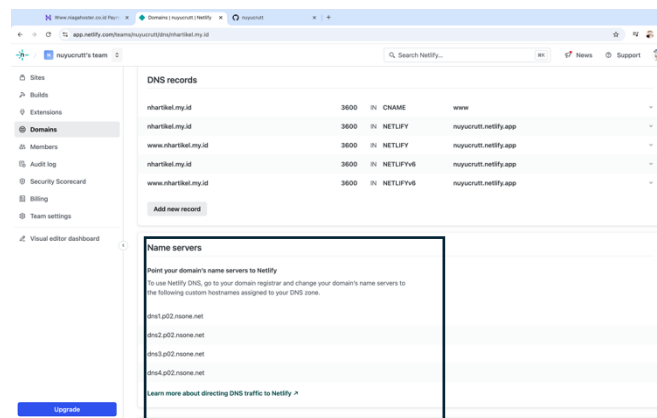 Www.niagahoster.co.id Paym
Domains | nuyucrutt | Netlify
nuyucrutt
app.netlify.com/teams/nuyucrutt/dns/nhartikel.my.id
nuyucrutt's team
Search Netlify...
News
Support
Sites
Builds
Extensions
Domains
Members
Audit log
Security Scorecard
Billing
Team settings
Visual editor dashboard
Upgrade
DNS records
nhartikel.my.id 3600 IN CNAME www
nhartikel.my.id 3600 IN NETLIFY nuyucrutt.netlify.app
www.nhartikel.my.id 3600 IN NETLIFY nuyucrutt.netlify.app
nhartikel.my.id 3600 IN NETLIFYv6 nuyucrutt.netlify.app
www.nhartikel.my.id 3600 IN NETLIFYv6 nuyucrutt.netlify.app
Add new record
Name servers
Point your domain's name servers to Netlify
To use Netlify DNS, go to your domain registrar and change your domain's name servers to
the following custom hostnames assigned to your DNS zone.
dns1.p02.nsone.net
dns2.p02.nsone.net
dns3.p02.nsone.net
dns4.p02.nsone.net
Learn more about directing DNS traffic to Netlify ↗